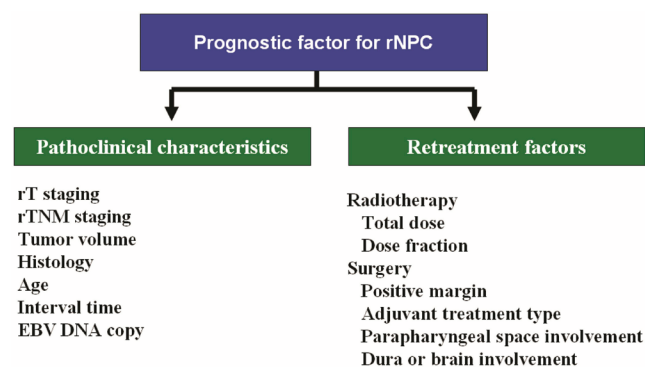 Prognostic factor for rNPC
Pathoclinical characteristics
rT staging
rTNM staging
Tumor volume
Histology
Age
Interval time
EBV DNA copy
Retreatment factors
Radiotherapy
Total dose
Dose fraction
Surgery
Positive margin
Adjuvant treatment type
Parapharyngeal space involvement
Dura or brain involvement